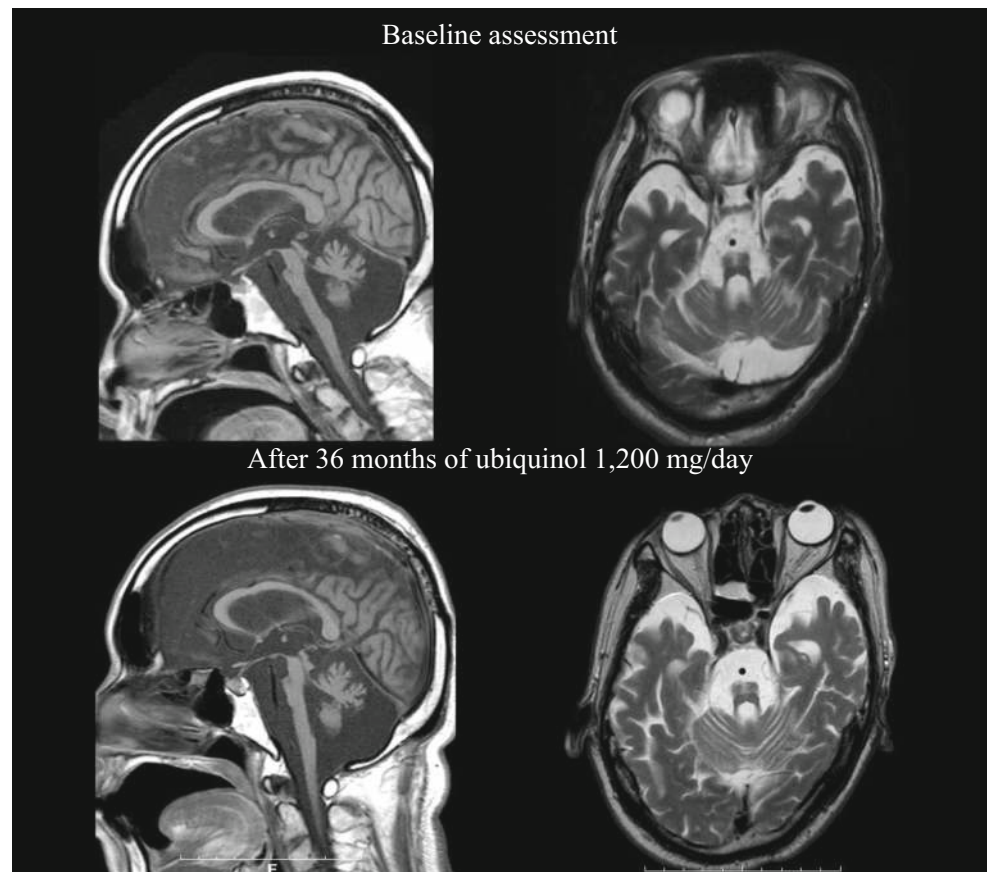 Baseline assessment
After 36 months of ubiquinol 1,200 mg/day
F